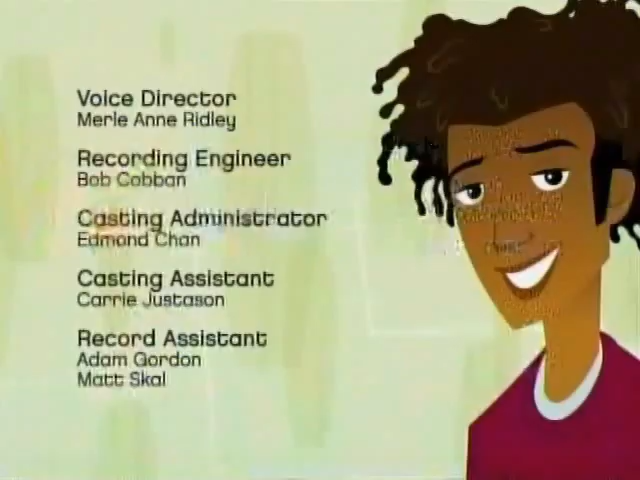 Voice Director
Merle Anne Ridley
Recording Engineer
Bob Cobban
Casting Administrator
Edmond Chan
Casting Assistant
Carrie Justason
Record Assistant
Adam Gordon
Matt Skal